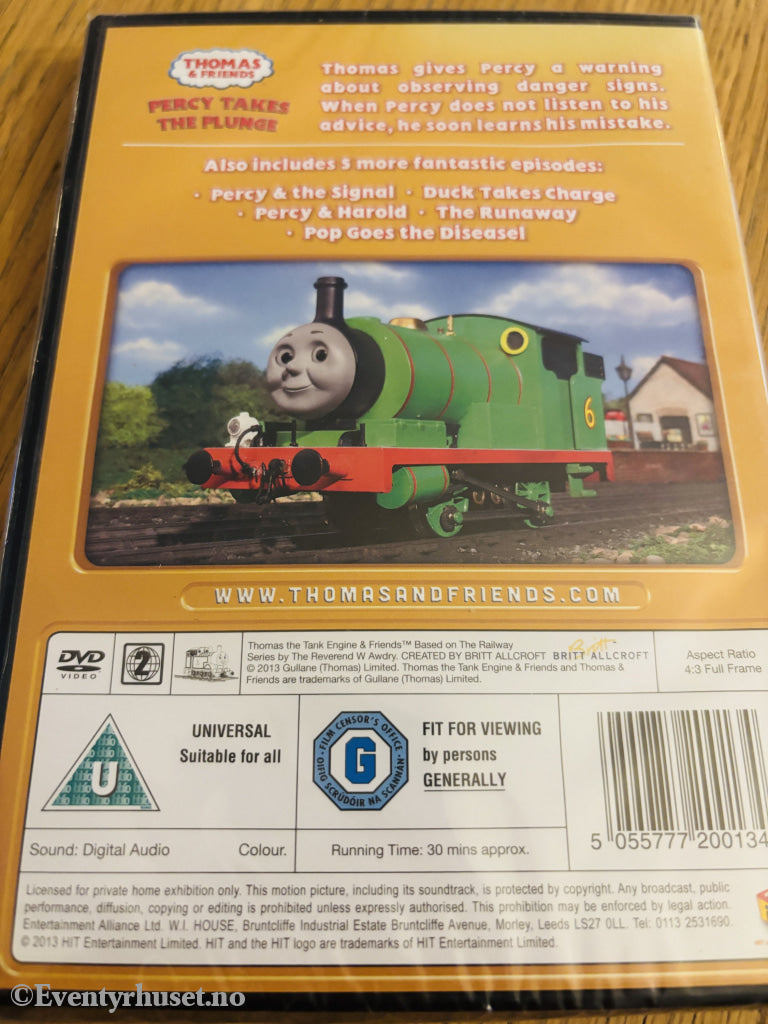 THOMAS
& FRIENDS
PERCY TAKES
THE PLUNGE
Thomas gives Percy a warning
about observing danger signs.
When Percy does not listen to his
advice, he soon learns his mistake.
Also includes 5 more fantastic episodes:
· Percy & the Signal · Duck Takes Charge
· Percy & Harold · The Runaway
· Pop Goes the Diseasel
6
WWW.THOMASANDFRIENDS.COM
DVD
VIDEO
2
Thomas the Tank Engine & Friends™ Based on The Railway
Series by The Reverend W Awdry. CREATED BY BRITT ALLCROFT
© 2013 Gullane (Thomas) Limited. Thomas the Tank Engine & Friends and Thomas &
Friends are trademarks of Gullane (Thomas) Limited.
Britt
BRITT ALLCROFT
Aspect Ratio
4:3 Full Frame
U
UNIVERSAL
Suitable for all
FILM CENSOR'S OFFICE
G
OIFIG SCRÚDÓIR NA SCANNÁN
FIT FOR VIEWING
by persons
GENERALLY
5 055777 200134
Sound: Digital Audio Colour.
Running Time: 30 mins approx.
Licensed for private home exhibition only. This motion picture, including its soundtrack, is protected by copyright. Any broadcast, public
performance, diffusion, copying or editing is prohibited unless expressly authorised. This prohibition may be enforced by legal action.
Entertainment Alliance Ltd. W.I. HOUSE, Bruntcliffe Industrial Estate Bruntcliffe Avenue, Morley, Leeds LS27 0LL. Tel: 0113 2531690.
© 2013 HIT Entertainment Limited. HIT and the HIT logo are trademarks of HIT Entertainment Limited.
©Eventyrhuset.no